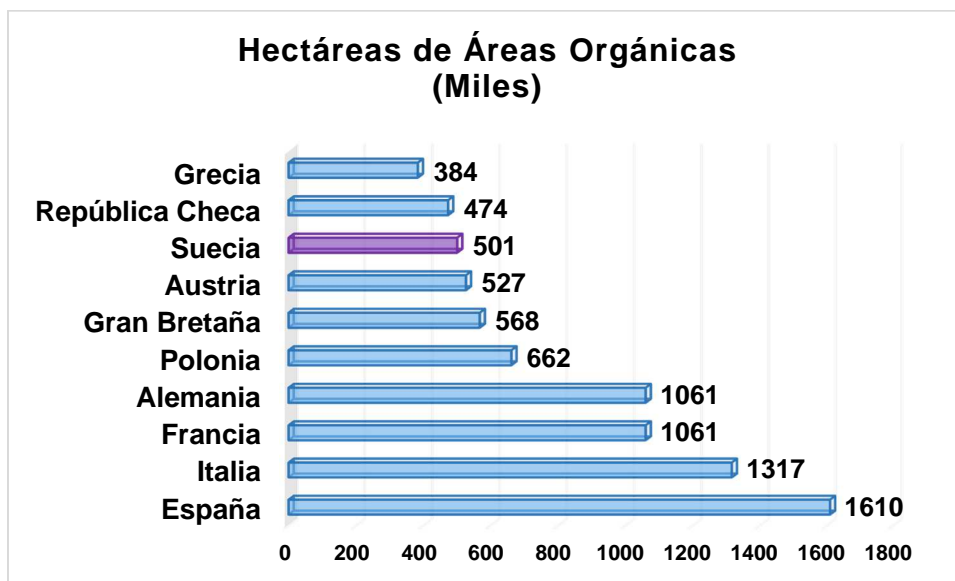 Hectáreas de Áreas Orgánicas
(Miles)
Grecia 384
República Checa 474
Suecia 501
Austria 527
Gran Bretaña 568
Polonia 662
Alemania 1061
Francia 1061
Italia 1317
España 1610
0 200 400 600 800 1000 1200 1400 1600 1800